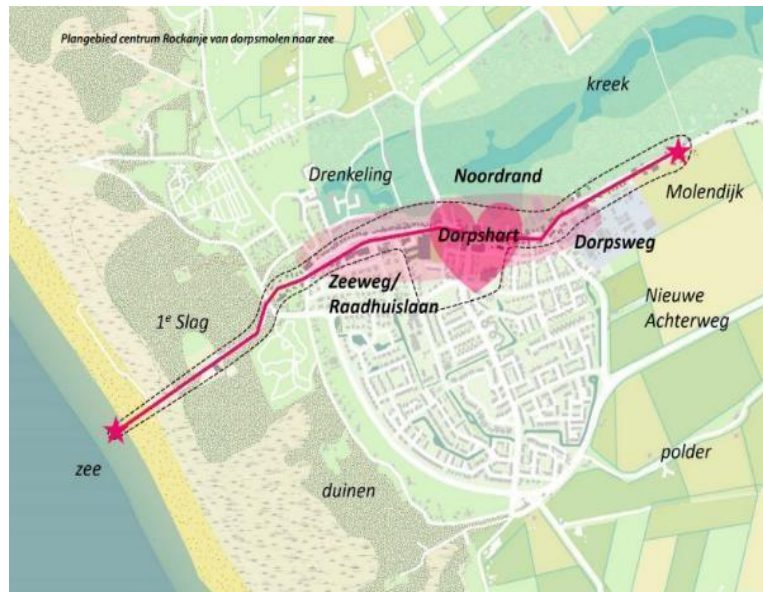 Plangebied centrum Rockanje van dorpsmolen naar zee
kreek
Drenkeling
Noordrand
Molendijk
Dorpshart
Dorpsweg
Zeeweg/
Raadhuislaan
Nieuwe
Achterweg
1e Slag
zee
duinen
polder